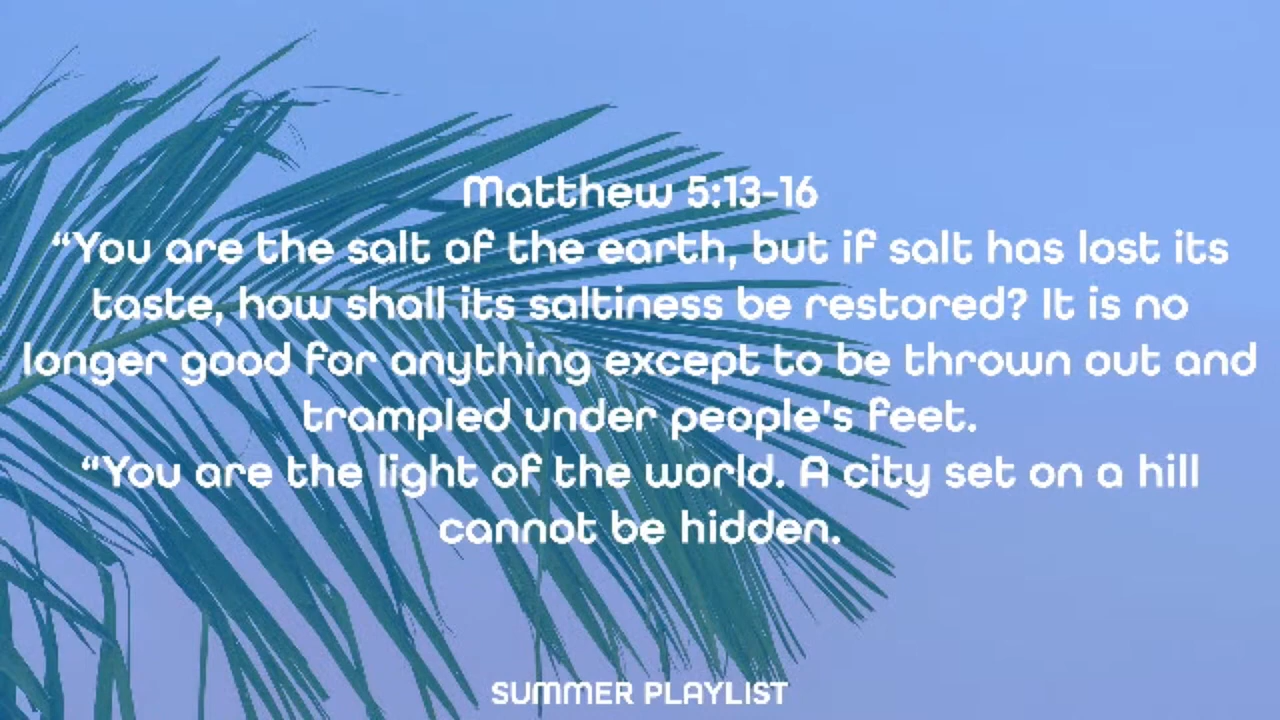 Matthew 5:13-16
“You are the salt of the earth, but if salt has lost its
taste, how shall its saltiness be restored? It is no
longer good for anything except to be thrown out and
trampled under people's feet.
“You are the light of the world. A city set on a hill
cannot be hidden.
SUMMER PLAYLIST